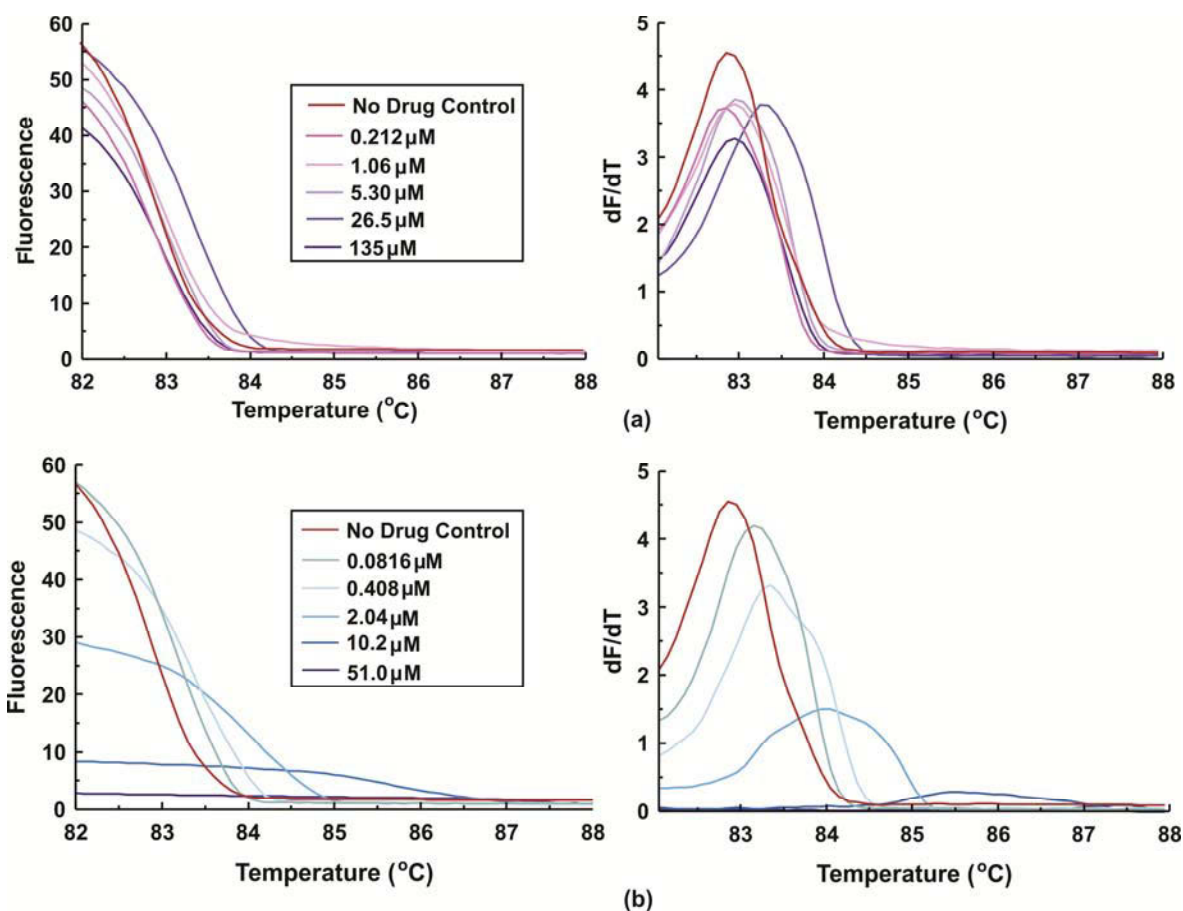 60
50
40
30
20
10
0
Fluorescence
No Drug Control
0.212 µM
1.06 µM
5.30 µM
26.5 µM
135 µM
82 83 84 85 86 87 88
Temperature (°C)
5
4
3
2
1
0
dF/dT
83 84 85 86 87 88
Temperature (°C)
(a)
60
50
40
30
20
10
0
Fluorescence
No Drug Control
0.0816 µM
0.408 µM
2.04 µM
10.2 µM
51.0 µM
82 83 84 85 86 87 88
Temperature (°C)
5
4
3
2
1
0
dF/dT
83 84 85 86 87 88
Temperature (°C)
(b)